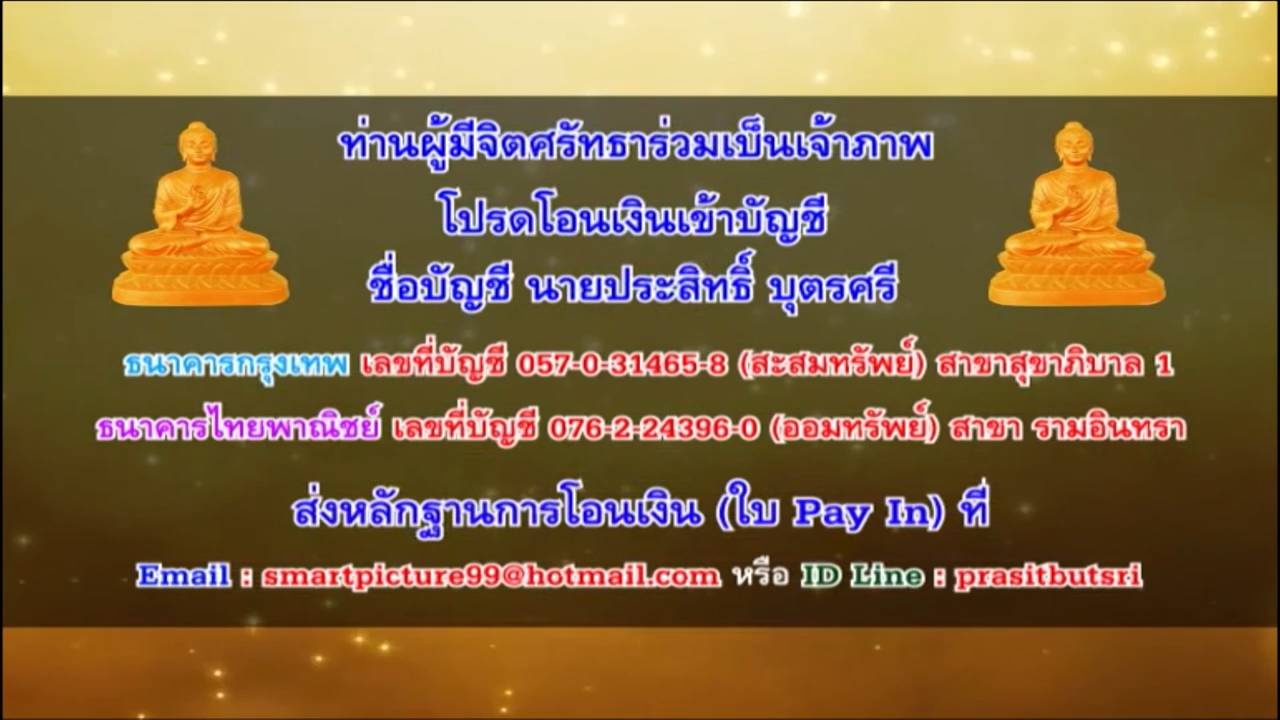 ท่านผู้มีจิตศรัทธาร่วมเป็นเจ้าภาพ
โปรดโอนเงินเข้าบัญชี
ชื่อบัญชี นายประสิทธิ์ บุตรศรี
ธนาคารกรุงเทพ เลขที่บัญชี 057-0-31465-8 (สะสมทรัพย์) สาขาสุขาภิบาล 1
ธนาคารไทยพาณิชย์ เลขที่บัญชี 076-2-24396-0 (ออมทรัพย์) สาขา รามอินทรา
ส่งหลักฐานการโอนเงิน (ใบ Pay In) ที่
Email : smartpicture99@hotmail.com หรือ ID Line : prasitbutsri